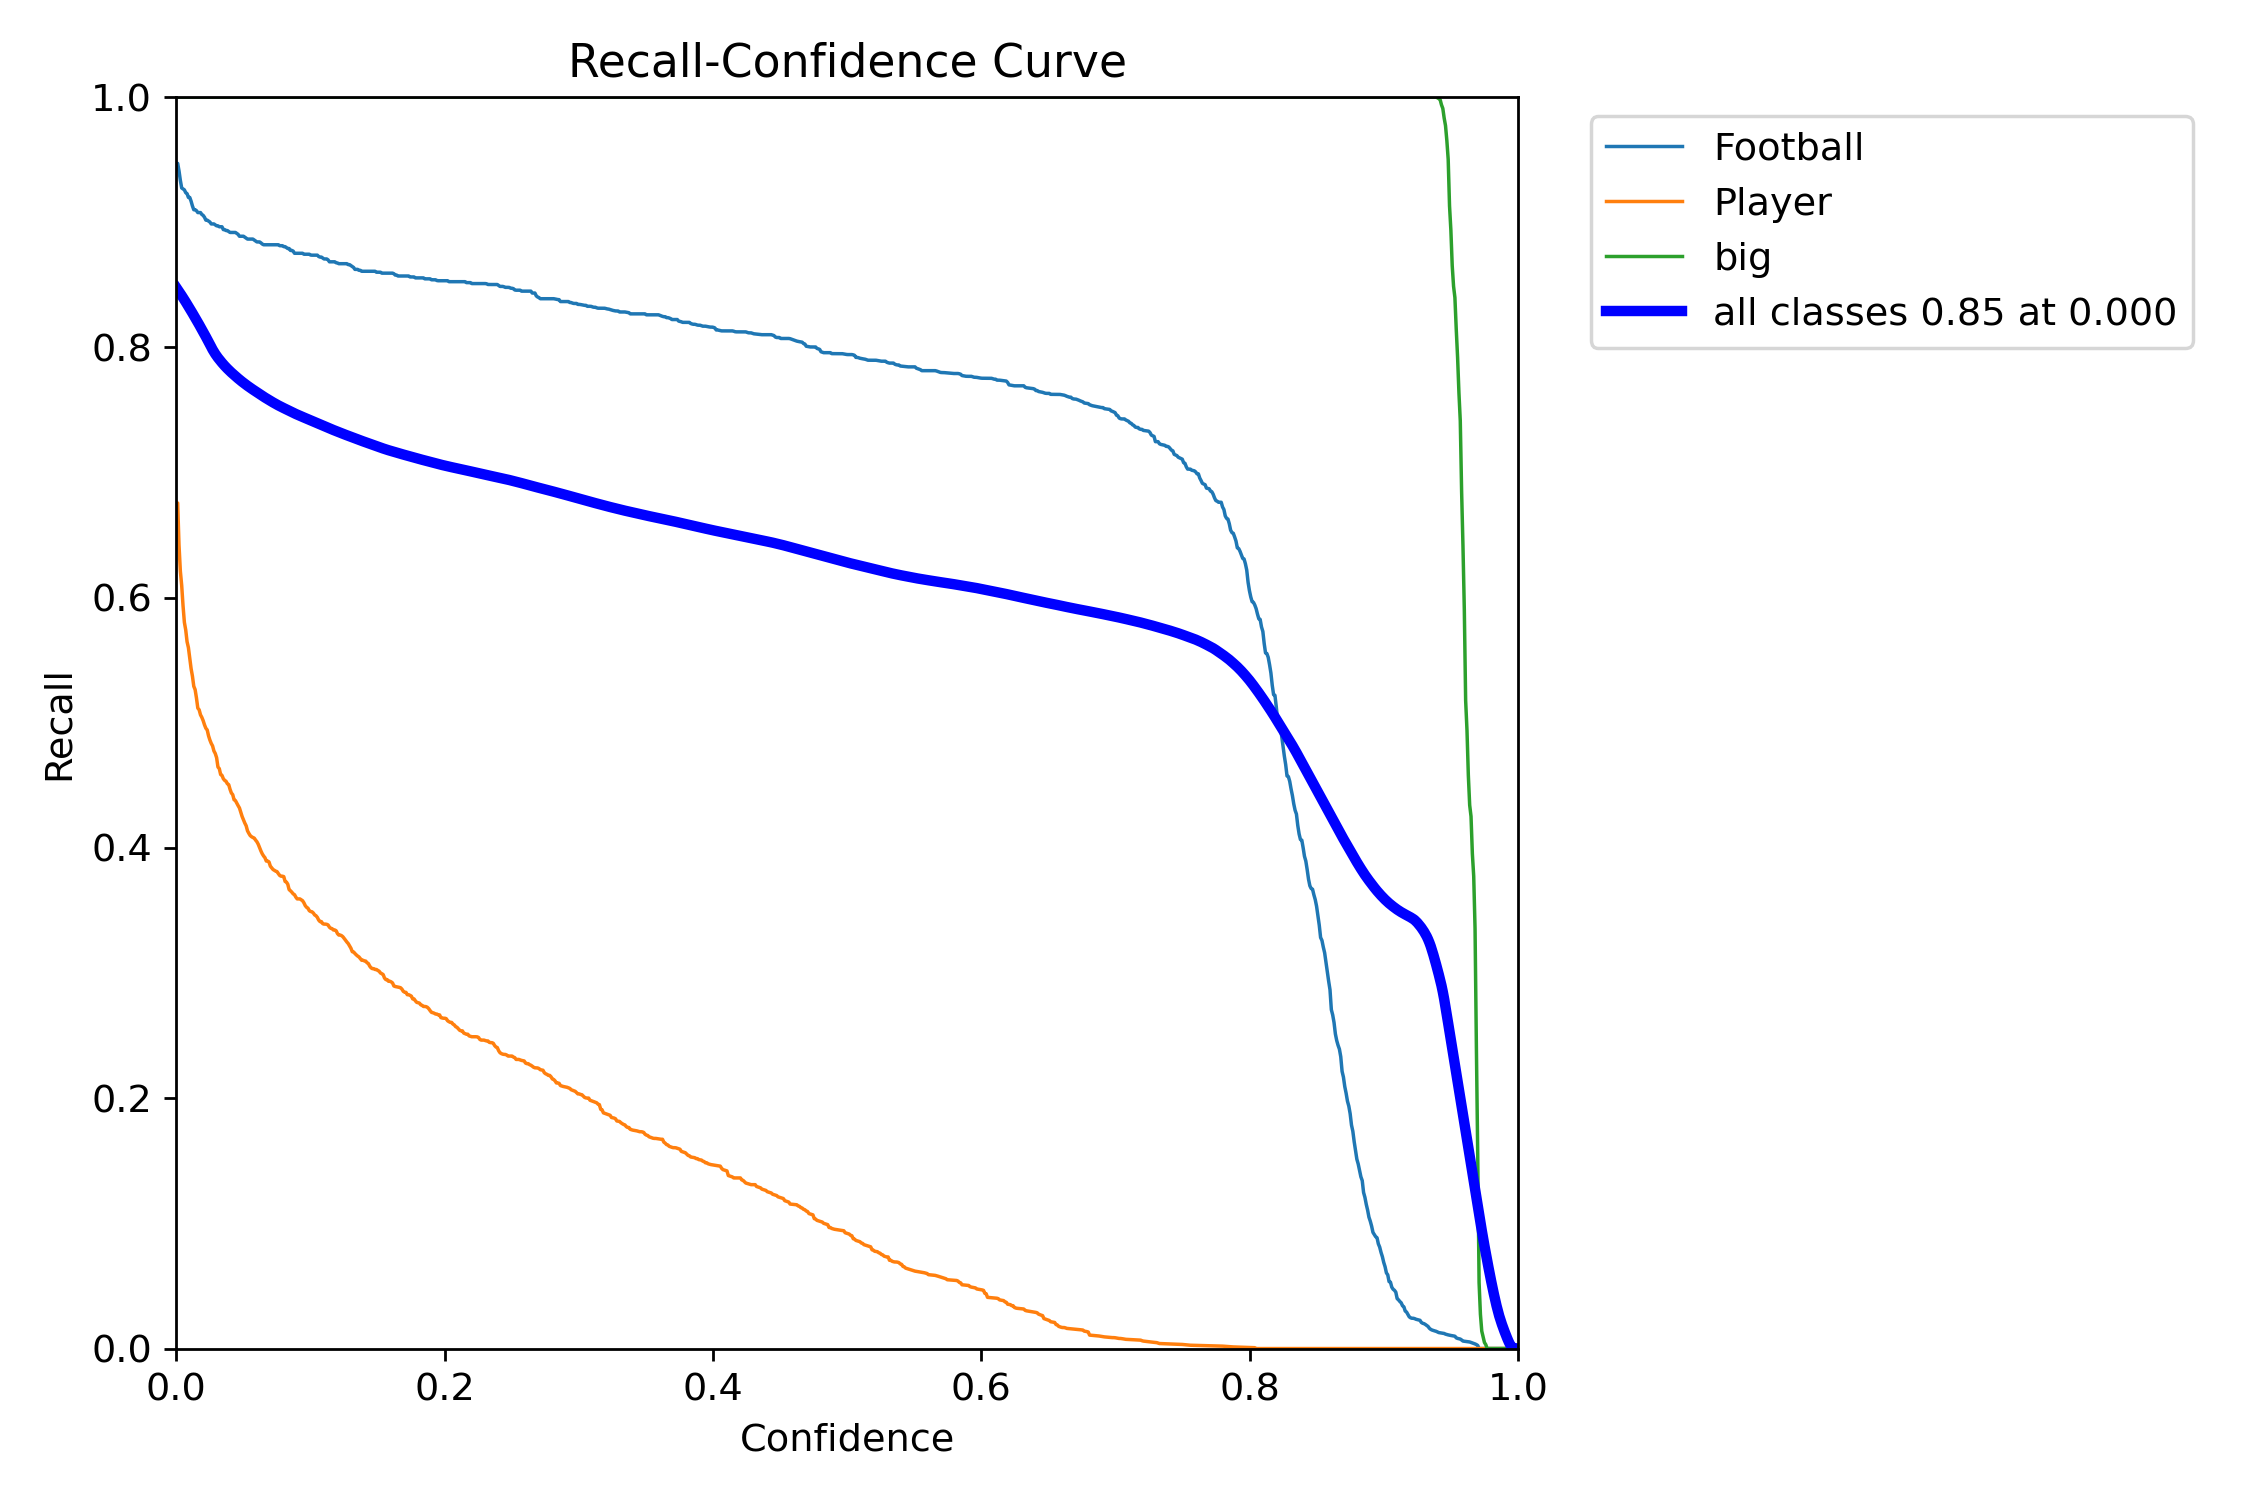 Recall-Confidence Curve
1.0
0.8
0.6
0.4
0.2
0.0
Recall
0.0 0.2 0.4 0.6 0.8 1.0
Confidence
Football
Player
big
all classes 0.85 at 0.000